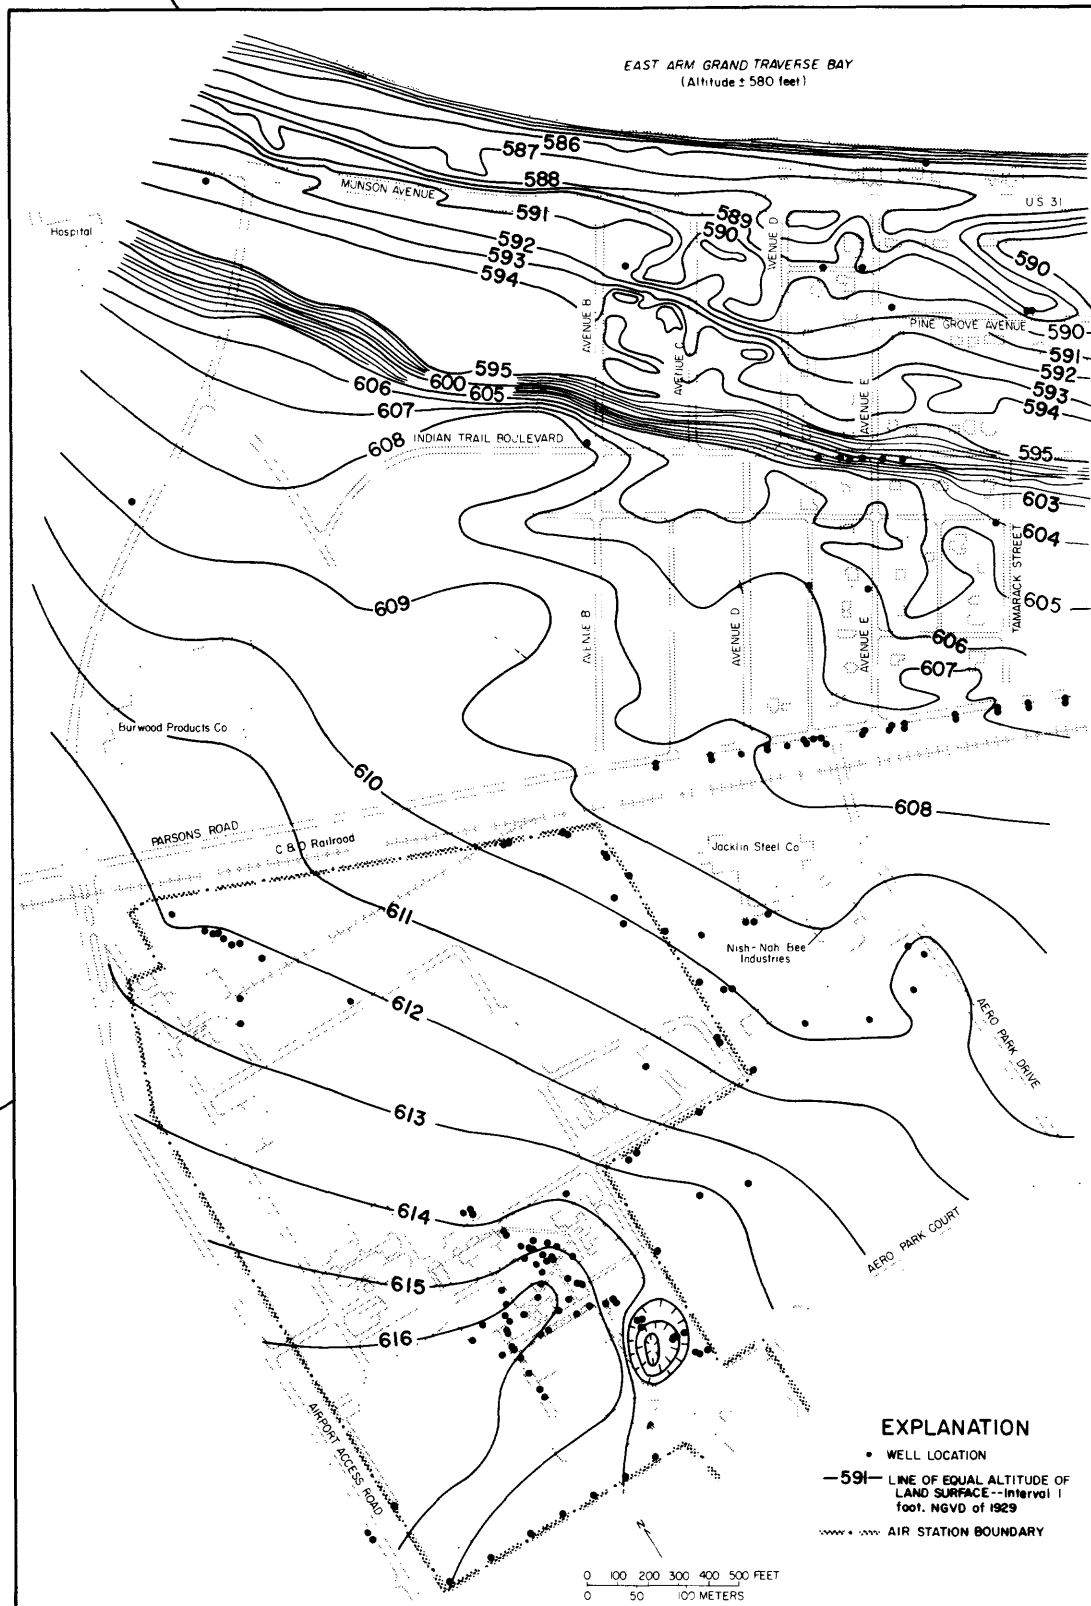 EAST ARM GRAND TRAVERSE BAY
(Altitude ± 580 feet)
586
587
588
MUNSON AVENUE
US 31
589
AVENUE D
591
590
Hospital
592
593
590
594
AVENUE B
PINE GROVE AVENUE
590
591
AVENUE C
592
595
AVENUE E
593
606
600
605
594
607
608
INDIAN TRAIL BOULEVARD
595
603
604
TAMARACK STREET
609
605
AVENUE B
AVENUE D
AVENUE E
606
607
Burwood Products Co
610
608
PARSONS ROAD
C & O Railroad
Jacklin Steel Co
611
Nish-Nah Bee
Industries
612
AERO PARK DRIVE
613
614
AERO PARK COURT
615
616
AIRPORT ACCESS ROAD
EXPLANATION
WELL LOCATION
—591— LINE OF EQUAL ALTITUDE OF
LAND SURFACE--Interval 1
foot. NGVD of 1929
AIR STATION BOUNDARY
N
0 100 200 300 400 500 FEET
0 50 100 METERS